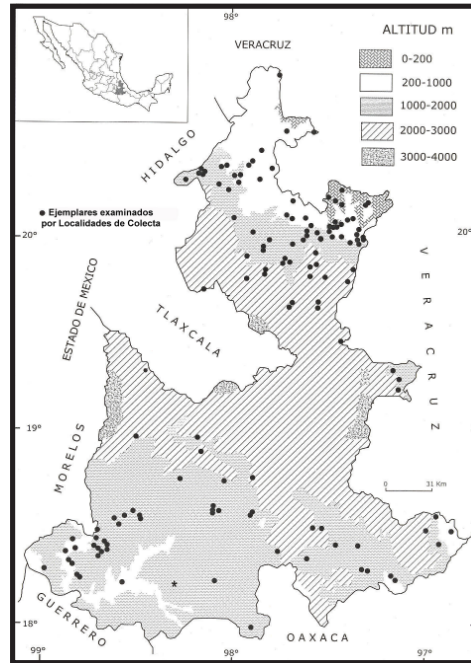 98°
VERACRUZ
ALTITUD m
0-200
200-1000
1000-2000
2000-3000
3000-4000
HIDALGO
Ejemplares examinados
por Localidades de Colecta
20°
20°
VERACRUZ
ESTADO DE MEXICO
TLAXCALA
19°
MORELOS
0 31 Km
GUERRERO
18°
OAXACA
99°
98°
97°